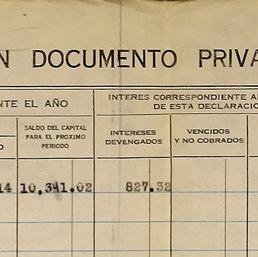 N DOCUMENTO PRIVA
NTE EL AÑO
INTERES CORRESPONDIENTE A
DE ESTA DECLARACIO
SALDO DEL CAPITAL
PARA EL PROXIMO
PERIODO
INTERESES
DEVENGADOS
VENCIDOS
Y NO COBRADOS
14 10,341.02 827.32